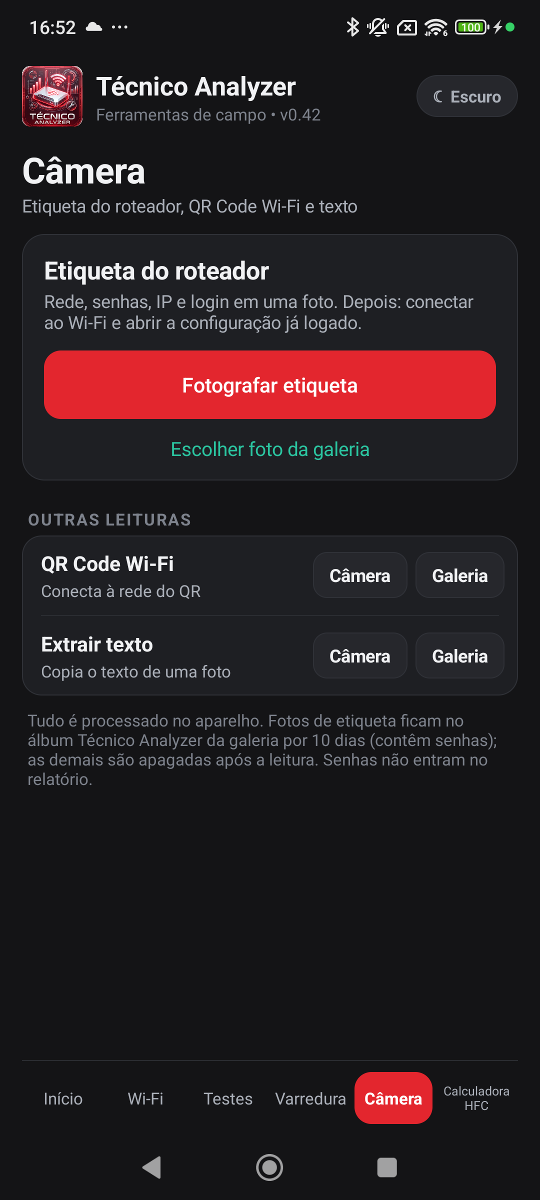 16:52
100
TÉCNICO
ANALYZER
Técnico Analyzer
Ferramentas de campo • v0.42
☾ Escuro
Câmera
Etiqueta do roteador, QR Code Wi-Fi e texto
Etiqueta do roteador
Rede, senhas, IP e login em uma foto. Depois: conectar
ao Wi-Fi e abrir a configuração já logado.
Fotografar etiqueta
Escolher foto da galeria
OUTRAS LEITURAS
QR Code Wi-Fi
Conecta à rede do QR
Câmera
Galeria
Extrair texto
Copia o texto de uma foto
Câmera
Galeria
Tudo é processado no aparelho. Fotos de etiqueta ficam no
álbum Técnico Analyzer da galeria por 10 dias (contêm senhas);
as demais são apagadas após a leitura. Senhas não entram no
relatório.
Início
Wi-Fi
Testes
Varredura
Câmera
Calculadora
HFC